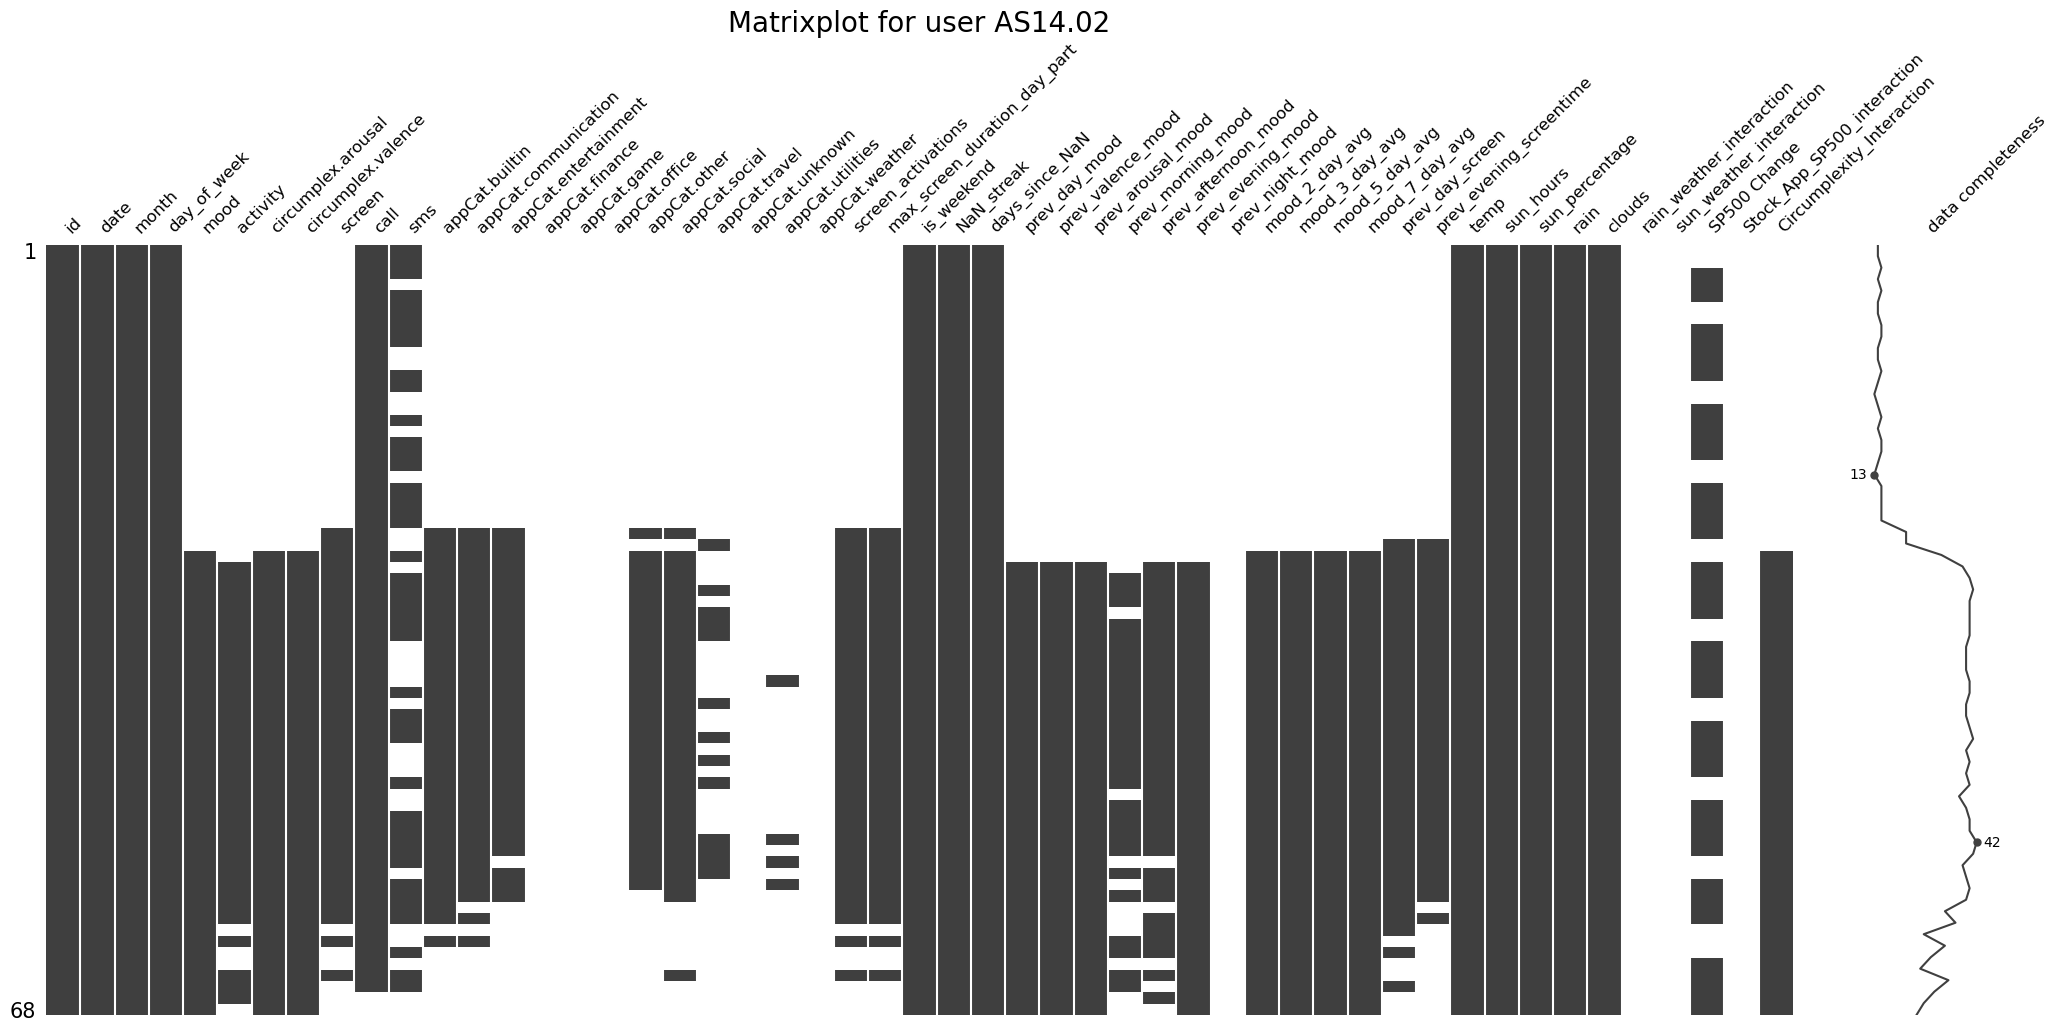 Matrixplot for user AS14.02
id
date
month
day_of_week
mood
activity
circumplex.arousal
circumplex.valence
screen
call
sms
appCat.builtin
appCat.communication
appCat.entertainment
appCat.finance
appCat.game
appCat.office
appCat.other
appCat.social
appCat.travel
appCat.unknown
appCat.utilities
appCat.weather
screen_activations
max_screen_duration_day_part
is_weekend
NaN_streak
days_since_NaN
prev_day_mood
prev_valence_mood
prev_arousal_mood
prev_morning_mood
prev_afternoon_mood
prev_evening_mood
prev_night_mood
mood_2_day_avg
mood_3_day_avg
mood_5_day_avg
mood_7_day_avg
prev_day_screen
prev_evening_screentime
temp
sun_hours
sun_percentage
rain
clouds
rain_weather_interaction
sun_weather_interaction
SP500 Change
Stock_App_SP500_interaction
Circumplexity_Interaction
data completeness
1
13
42
68